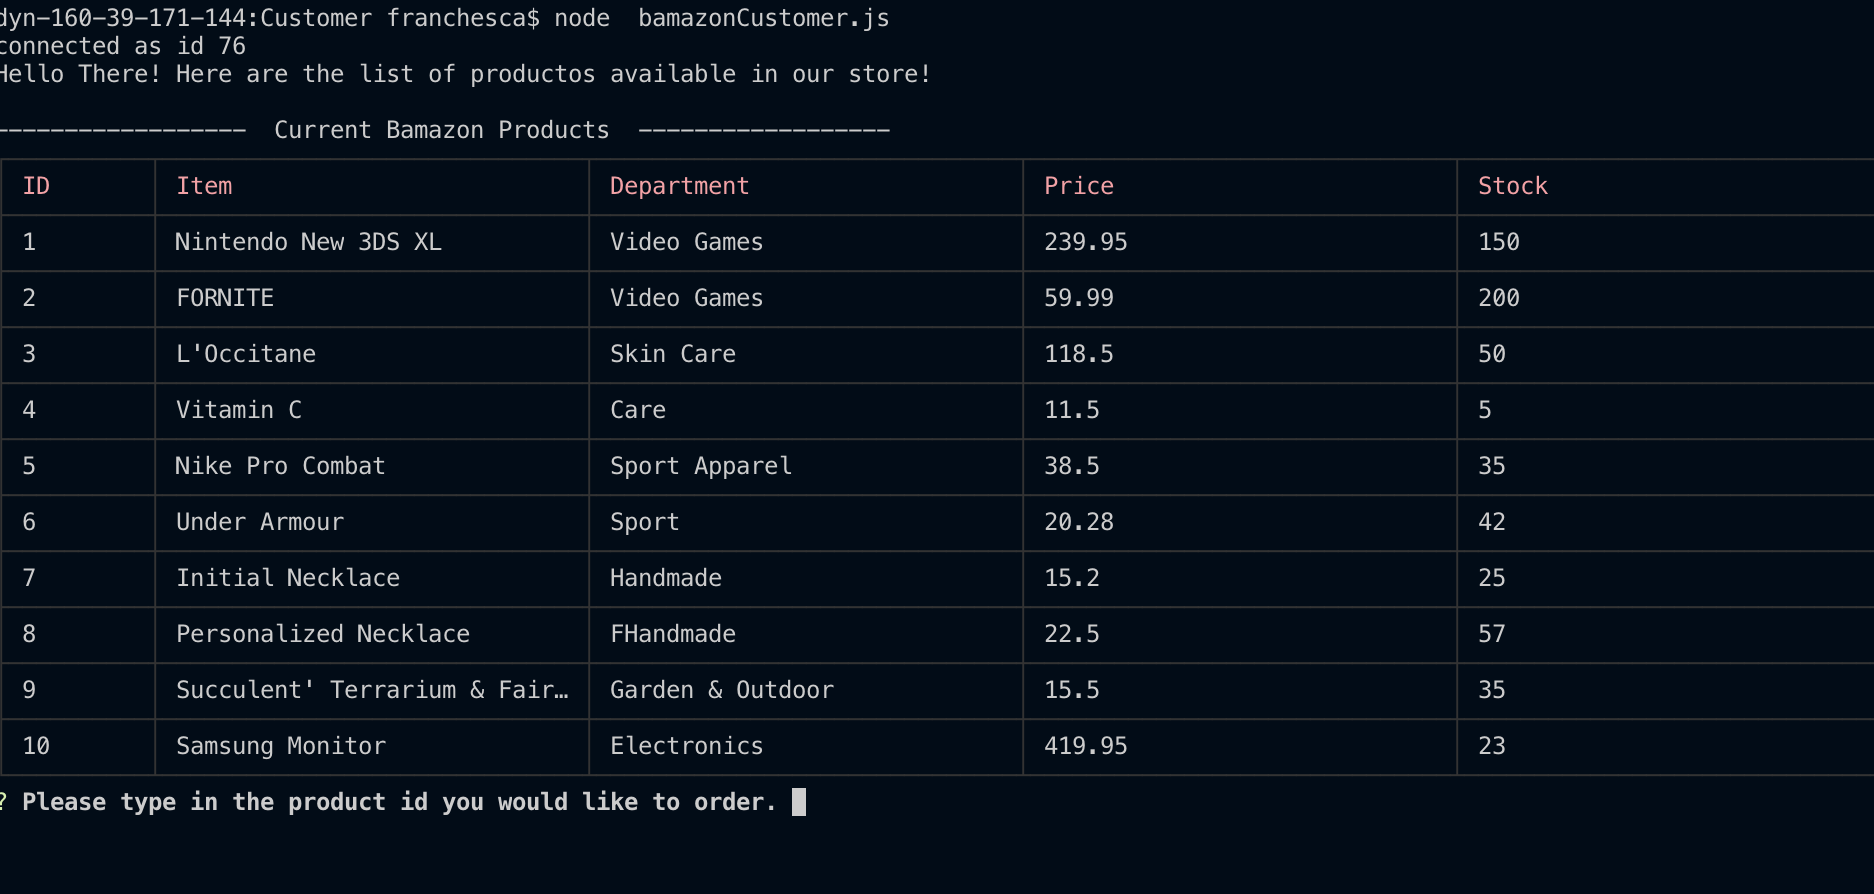 dyn-160-39-171-144:Customer franchesca$ node  bamazonCustomer.js
connected as id 76
Hello There! Here are the list of productos available in our store!
------------------  Current Bamazon Products  ------------------
ID Item Department Price Stock
1 Nintendo New 3DS XL Video Games 239.95 150
2 FORNITE Video Games 59.99 200
3 L'Occitane Skin Care 118.5 50
4 Vitamin C Care 11.5 5
5 Nike Pro Combat Sport Apparel 38.5 35
6 Under Armour Sport 20.28 42
7 Initial Necklace Handmade 15.2 25
8 Personalized Necklace FHandmade 22.5 57
9 Succulent' Terrarium & Fair… Garden & Outdoor 15.5 35
10 Samsung Monitor Electronics 419.95 23
? Please type in the product id you would like to order.